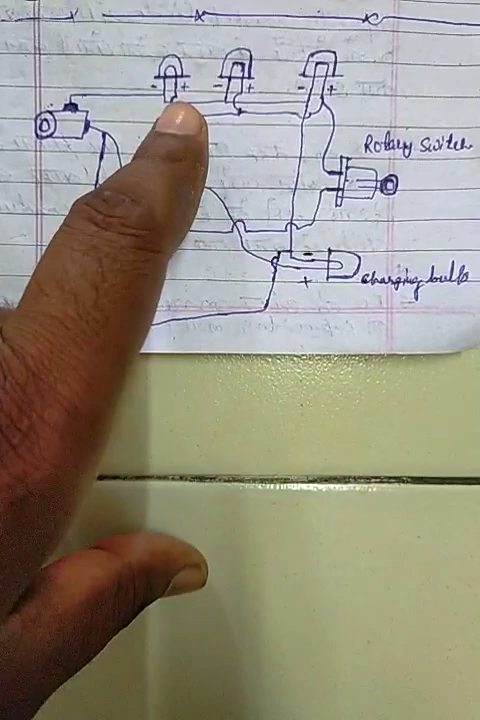 - + - + - +
Rotary Switch
-
charging bulb
+